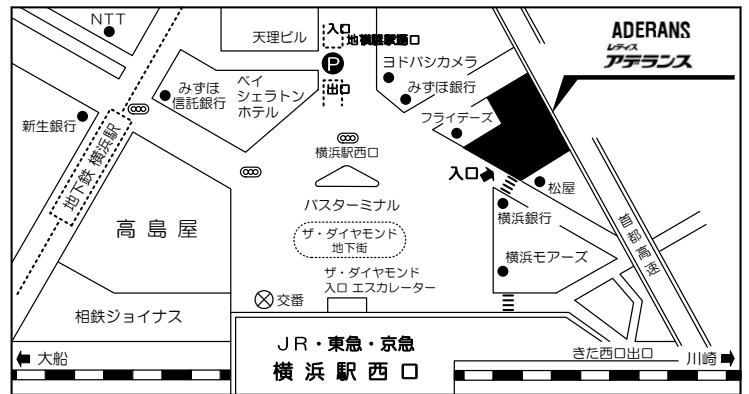 NTT
天理ビル
入口
P
出口
ヨドバシカメラ
みずほ銀行
ADERANS
レディス
アデランス
みずほ
信託銀行
ベイ
シェラトン
ホテル
フライデーズ
新生銀行
地下鉄 横浜駅
横浜駅西口
入口
松屋
バスターミナル
横浜銀行
高島屋
ザ・ダイヤモンド
地下街
首都高速
横浜モアーズ
ザ・ダイヤモンド
入口 エスカレーター
交番
相鉄ジョイナス
JR・東急・京急
横浜駅西口
きた西口出口
大船
川崎